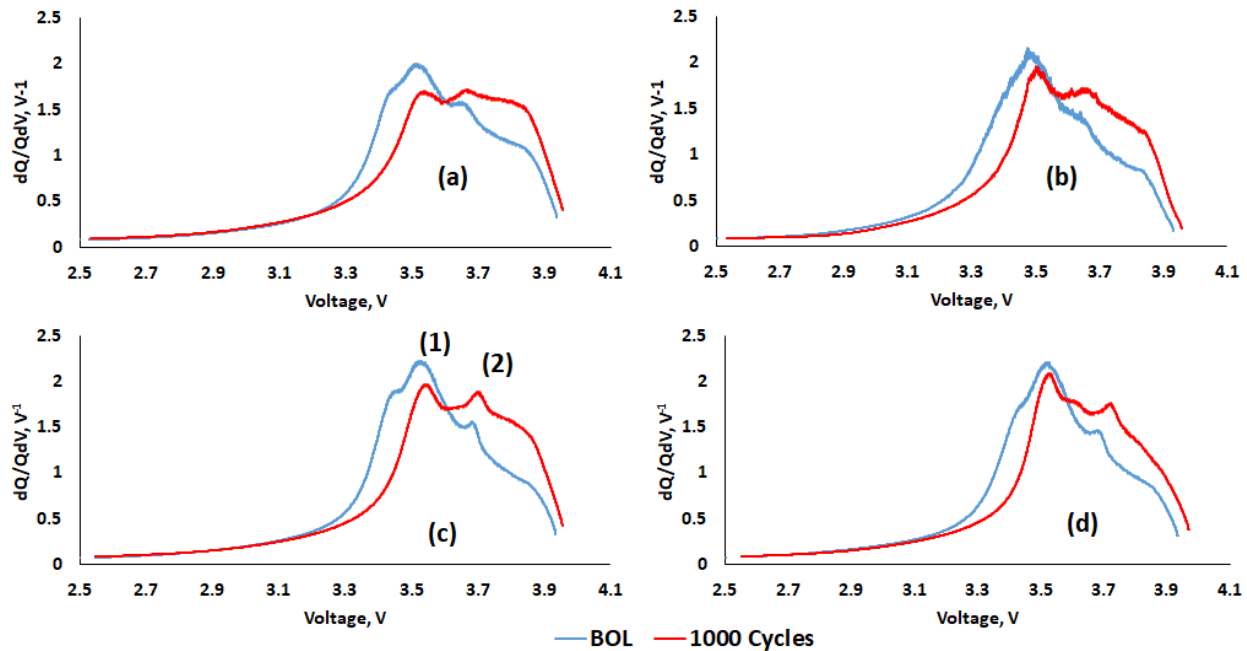 2.5
2
1.5
1
0.5
0
dQ/QdV, V-1
(a)
2.5 2.7 2.9 3.1 3.3 3.5 3.7 3.9 4.1
Voltage, V
2.5
2
1.5
1
0.5
0
dQ/QdV, V-1
(b)
2.5 2.7 2.9 3.1 3.3 3.5 3.7 3.9 4.1
Voltage, V
2.5
2
1.5
1
0.5
0
dQ/QdV, V-1
(1)
(2)
(c)
2.5 2.7 2.9 3.1 3.3 3.5 3.7 3.9 4.1
Voltage, V
2.5
2
1.5
1
0.5
0
dQ/QdV, V-1
(d)
2.5 2.7 2.9 3.1 3.3 3.5 3.7 3.9 4.1
Voltage, V
BOL 1000 Cycles